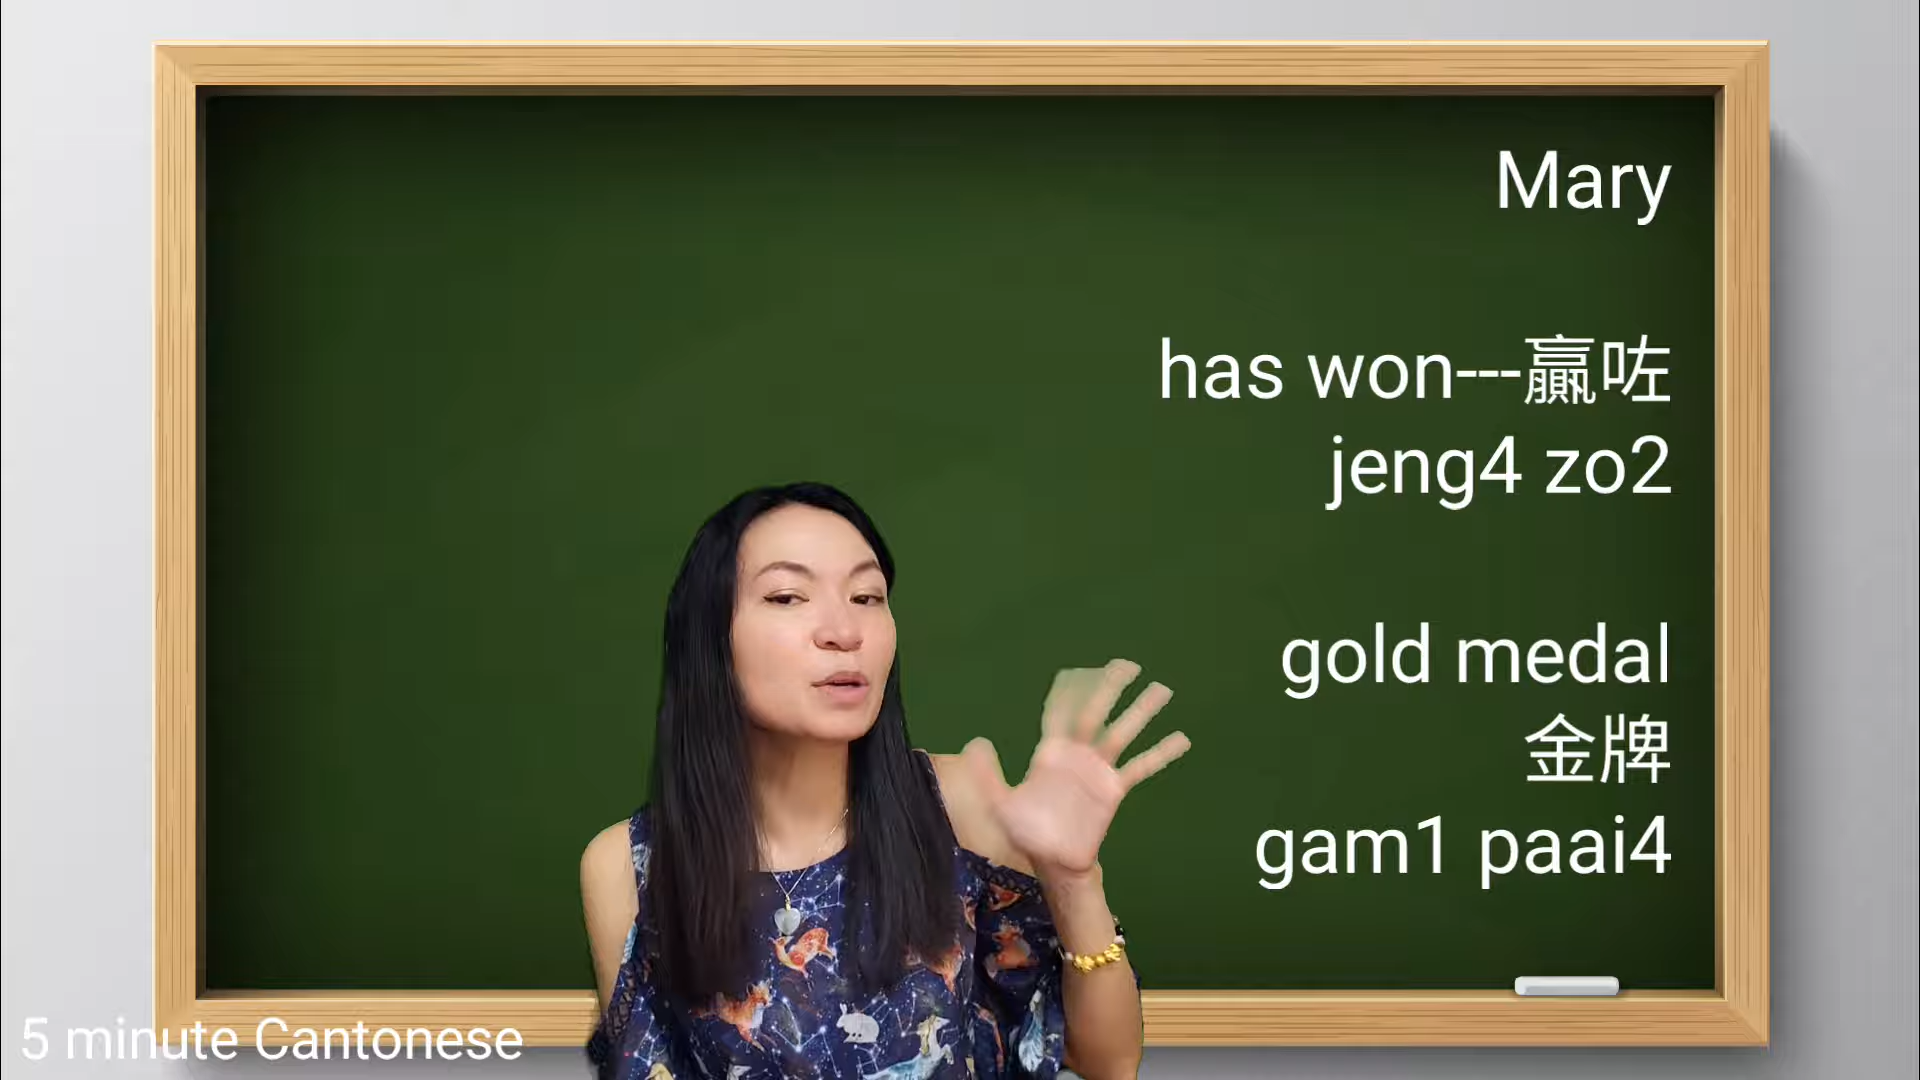 Mary
has won---贏咗
jeng4 zo2
gold medal
金牌
gam1 paai4
5 minute Cantonese